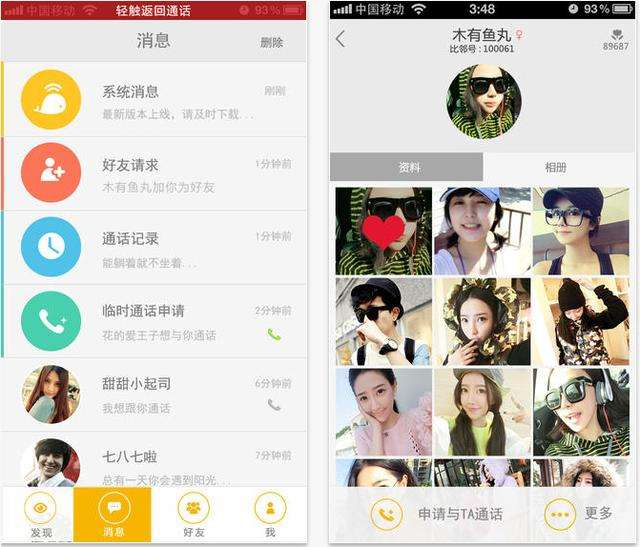 中国移动
轻触返回通话
93%
消息
删除
系统消息
刚刚
最新版本上线，请及时下载...
好友请求
1分钟前
木有鱼丸加你为好友
通话记录
1分钟前
能躺着就不坐着...
临时通话申请
2分钟前
花的爱王子想与你通话
甜甜小起司
6分钟前
我想跟你通话
七八七啦
7分钟前
总有一天你会遇到阳光...
发现
消息
好友
我
中国移动
3:48
93%
木有鱼丸♀
比邻号：100061
89687
资料
相册
申请与TA通话
更多